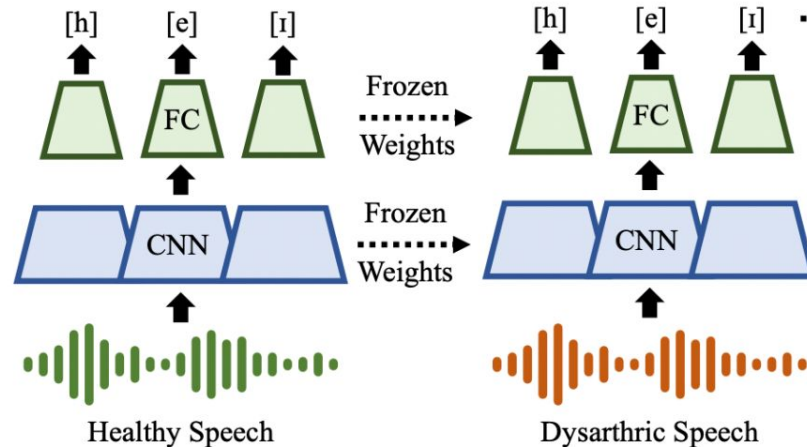 [h] [e] [ɪ]
FC
Frozen
Weights
CNN
Frozen
Weights
Healthy Speech
[h] [e] [ɪ]
FC
CNN
Dysarthric Speech